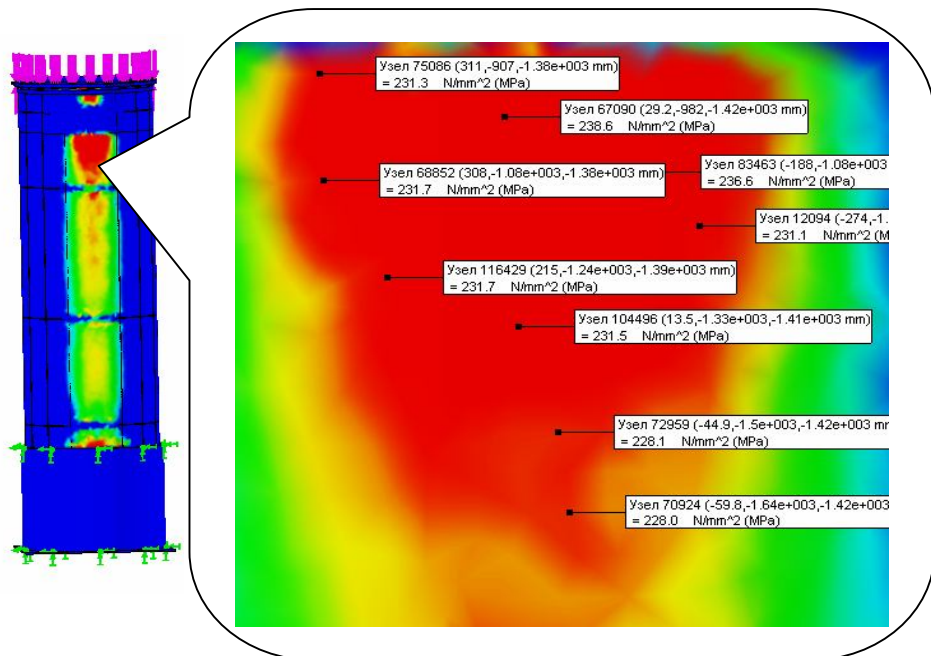 Узел 75086 (311,-907,-1.38e+003 mm)
= 231.3 N/mm^2 (MPa)
Узел 67090 (29.2,-982,-1.42e+003 mm)
= 238.6 N/mm^2 (MPa)
Узел 68852 (308,-1.08e+003,-1.38e+003 mm)
= 231.7 N/mm^2 (MPa)
Узел 83463 (-188,-1.08e+003
= 236.6 N/mm^2 (MPa)
Узел 12094 (-274,-1.
= 231.1 N/mm^2 (M
Узел 116429 (215,-1.24e+003,-1.39e+003 mm)
= 231.7 N/mm^2 (MPa)
Узел 104496 (13.5,-1.33e+003,-1.41e+003 mm)
= 231.5 N/mm^2 (MPa)
Узел 72959 (-44.9,-1.5e+003,-1.42e+003 mm
= 228.1 N/mm^2 (MPa)
Узел 70924 (-59.8,-1.64e+003,-1.42e+003
= 228.0 N/mm^2 (MPa)